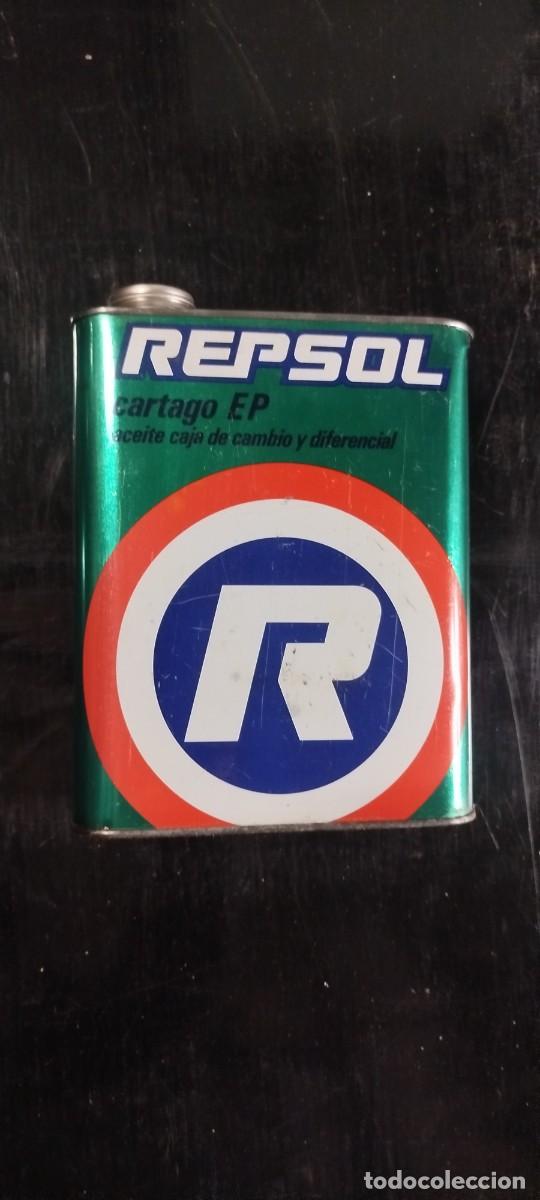 REPSOL
cartago EP
aceite caja de cambio y diferencial
R
todocoleccion